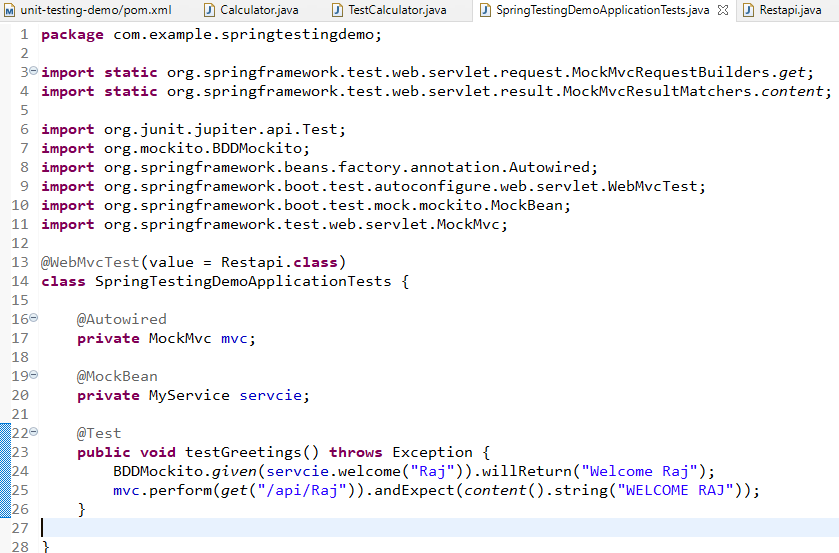 unit-testing-demo/pom.xml Calculator.java TestCalculator.java SpringTestingDemoApplicationTests.java Restapi.java
1 package com.example.springtestingdemo;
2
3 import static org.springframework.test.web.servlet.request.MockMvcRequestBuilders.get;
4 import static org.springframework.test.web.servlet.result.MockMvcResultMatchers.content;
5
6 import org.junit.jupiter.api.Test;
7 import org.mockito.BDDMockito;
8 import org.springframework.beans.factory.annotation.Autowired;
9 import org.springframework.boot.test.autoconfigure.web.servlet.WebMvcTest;
10 import org.springframework.boot.test.mock.mockito.MockBean;
11 import org.springframework.test.web.servlet.MockMvc;
12
13 @WebMvcTest(value = Restapi.class)
14 class SpringTestingDemoApplicationTests {
15
16     @Autowired
17     private MockMvc mvc;
18
19     @MockBean
20     private MyService servcie;
21
22     @Test
23     public void testGreetings() throws Exception {
24         BDDMockito.given(servcie.welcome("Raj")).willReturn("Welcome Raj");
25         mvc.perform(get("/api/Raj")).andExpect(content().string("WELCOME RAJ"));
26     }
27
28 }